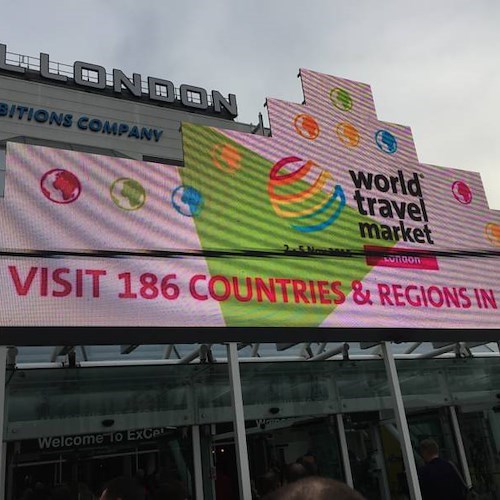 LONDON
BITIONS COMPANY
world
travel
market
London
VISIT 186 COUNTRIES & REGIONS IN
Welcome To ExCeL